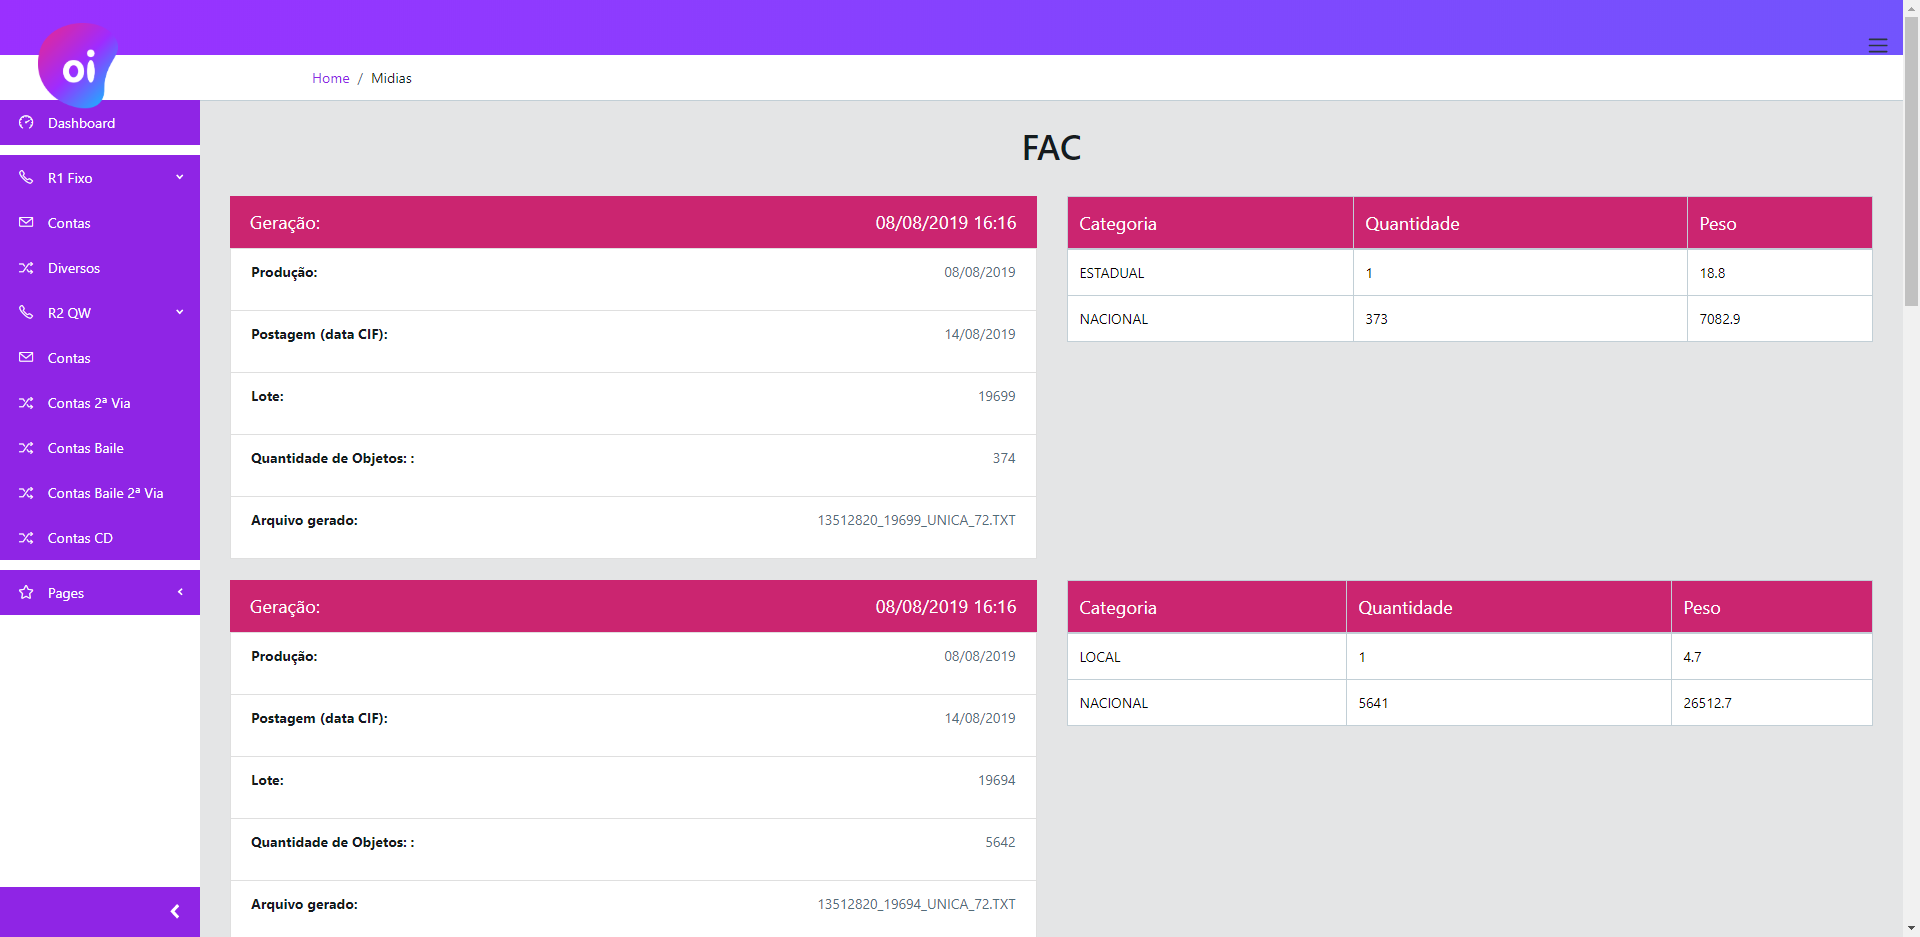 oi
Home / Midias
Dashboard
R1 Fixo
Contas
Diversos
R2 QW
Contas
Contas 2ª Via
Contas Baile
Contas Baile 2ª Via
Contas CD
Pages
FAC
Geração: 08/08/2019 16:16
Produção: 08/08/2019
Postagem (data CIF): 14/08/2019
Lote: 19699
Quantidade de Objetos: : 374
Arquivo gerado: 13512820_19699_UNICA_72.TXT
Categoria Quantidade Peso
ESTADUAL 1 18.8
NACIONAL 373 7082.9
Geração: 08/08/2019 16:16
Produção: 08/08/2019
Postagem (data CIF): 14/08/2019
Lote: 19694
Quantidade de Objetos: : 5642
Arquivo gerado: 13512820_19694_UNICA_72.TXT
Categoria Quantidade Peso
LOCAL 1 4.7
NACIONAL 5641 26512.7